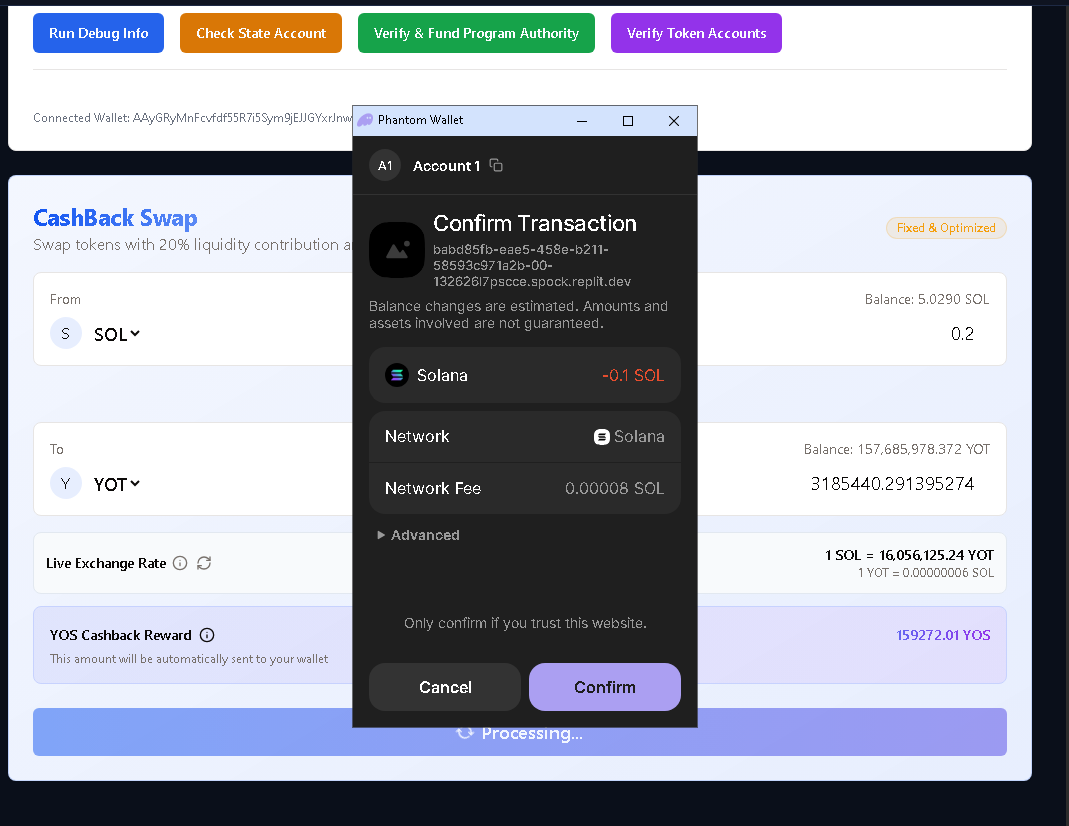 Run Debug Info
Check State Account
Verify & Fund Program Authority
Verify Token Accounts
Connected Wallet:
Phantom Wallet
A1
Account 1
CashBack Swap
Swap tokens with 20% liquidity contribution
Fixed & Optimized
Confirm Transaction
babd85fb-eae5-458e-b211-
58593c971a2b-00-
132626l7pscce.spock.replit.dev
Balance changes are estimated. Amounts and
assets involved are not guaranteed.
From
Balance: 5.0290 SOL
S
SOL
0.2
Solana
-0.1 SOL
Network
Solana
Network Fee
0.00008 SOL
Advanced
To
Balance: 157,685,978.372 YOT
Y
YOT
3185440.291395274
Live Exchange Rate
1 SOL = 16,056,125.24 YOT
1 YOT = 0.00000006 SOL
Only confirm if you trust this website.
YOS Cashback Reward
159272.01 YOS
This amount will be automatically sent to your wallet
Cancel
Confirm
Processing...